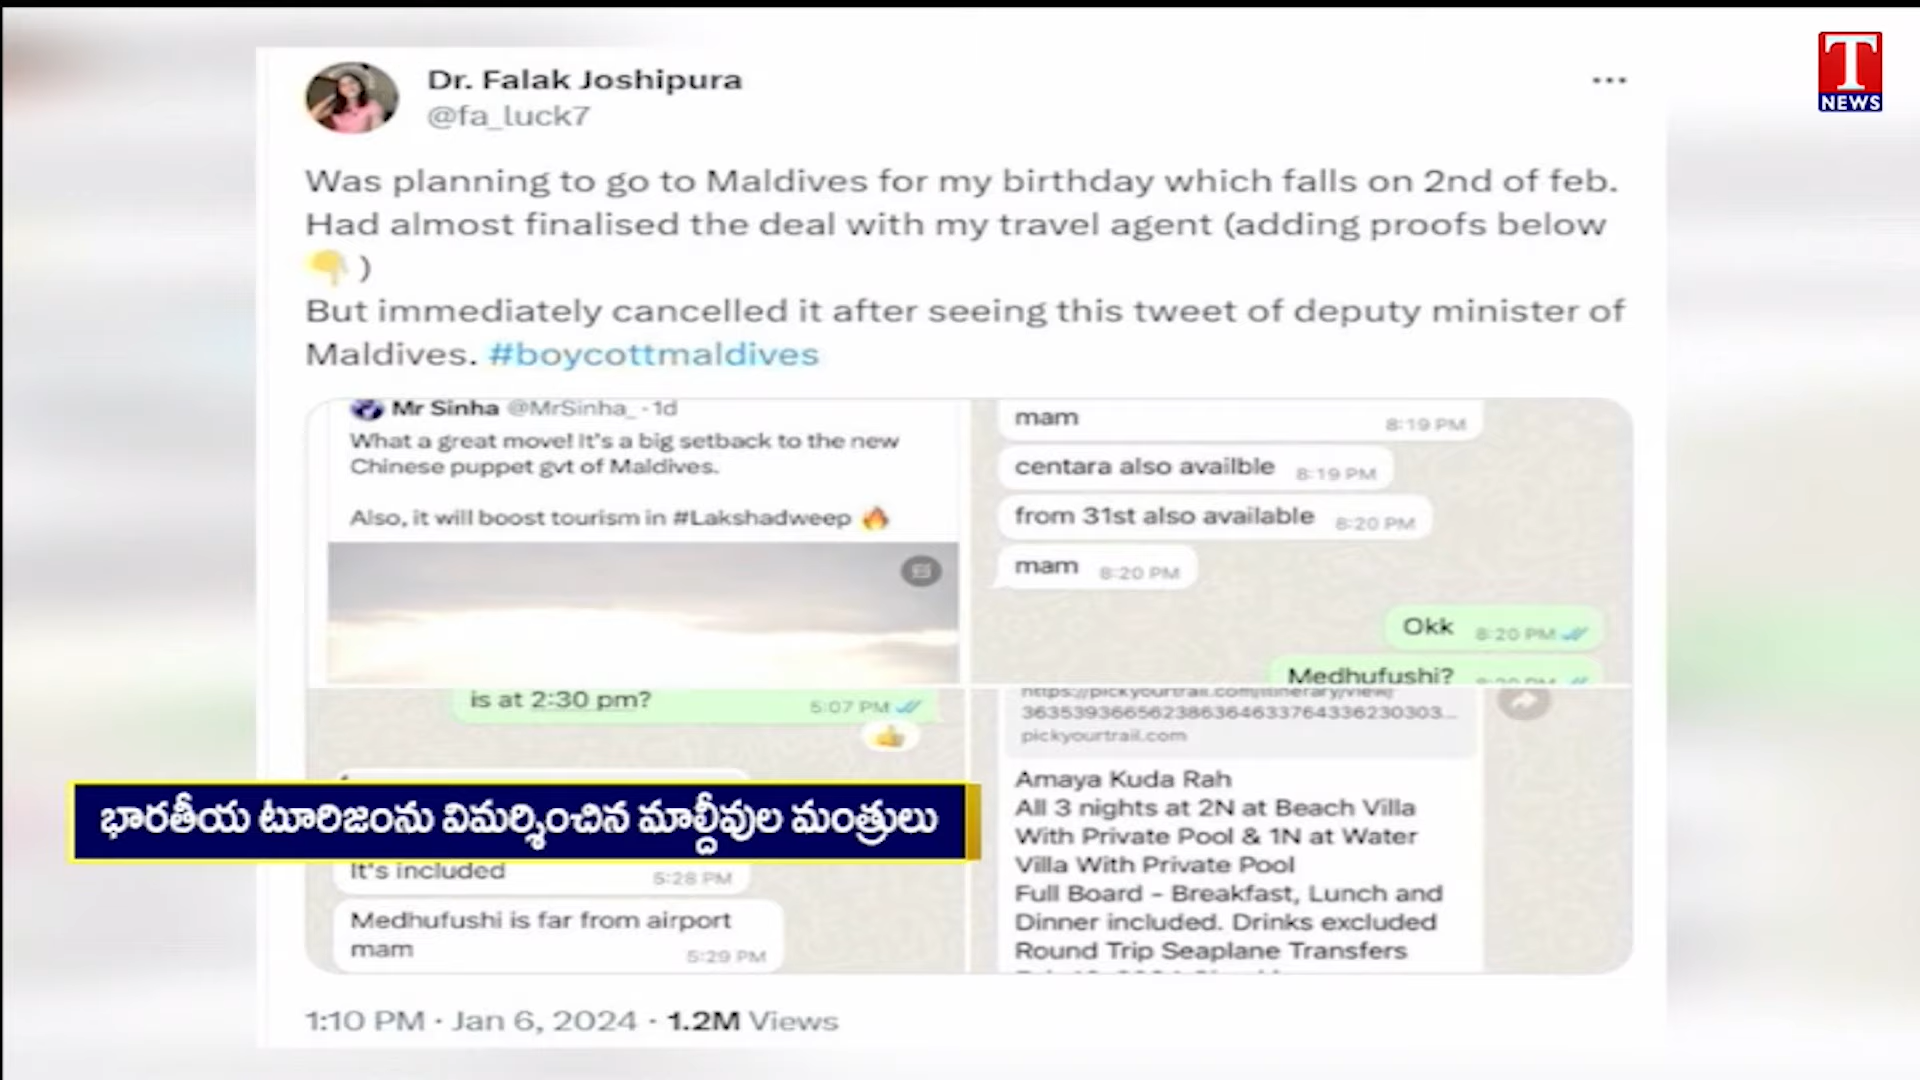 T
NEWS
Dr. Falak Joshipura
@fa_luck7
Was planning to go to Maldives for my birthday which falls on 2nd of feb.
Had almost finalised the deal with my travel agent (adding proofs below
👇 )
But immediately cancelled it after seeing this tweet of deputy minister of
Maldives. #boycottmaldives
Mr Sinha @MrSinha_ · 1d
What a great move! It's a big setback to the new
Chinese puppet gvt of Maldives.
Also, it will boost tourism in #Lakshadweep 🔥
mam 8:19 PM
centara also availble 8:19 PM
from 31st also available 8:20 PM
mam 8:20 PM
Okk 8:20 PM
Medhufushi? 8:20 PM
is at 2:30 pm? 5:07 PM
భారతీయ టూరిజంను విమర్శించిన మాల్దీవుల మంత్రులు
It's included 5:28 PM
Medhufushi is far from airport
mam 5:29 PM
https://pickyourtrail.com/itinerary/view/
pickyourtrail.com
Amaya Kuda Rah
All 3 nights at 2N at Beach Villa
With Private Pool & 1N at Water
Villa With Private Pool
Full Board - Breakfast, Lunch and
Dinner included. Drinks excluded
Round Trip Seaplane Transfers
1:10 PM · Jan 6, 2024 · 1.2M Views